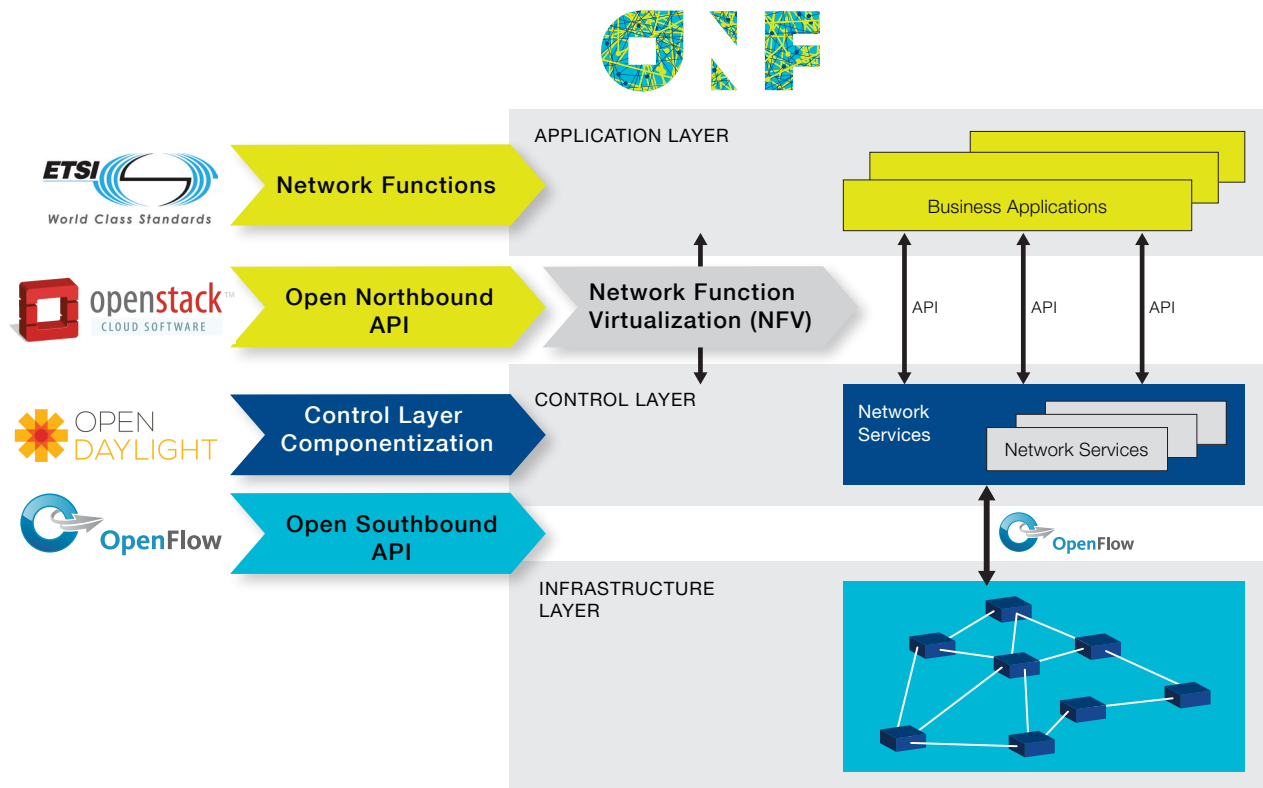 ONF
APPLICATION LAYER
ETSI
World Class Standards
Network Functions
Business Applications
openstack™
CLOUD SOFTWARE
Open Northbound
API
Network Function
Virtualization (NFV)
API
API
API
CONTROL LAYER
OPEN
DAYLIGHT
Control Layer
Componentization
Network
Services
Network Services
OpenFlow
Open Southbound
API
OpenFlow
INFRASTRUCTURE
LAYER